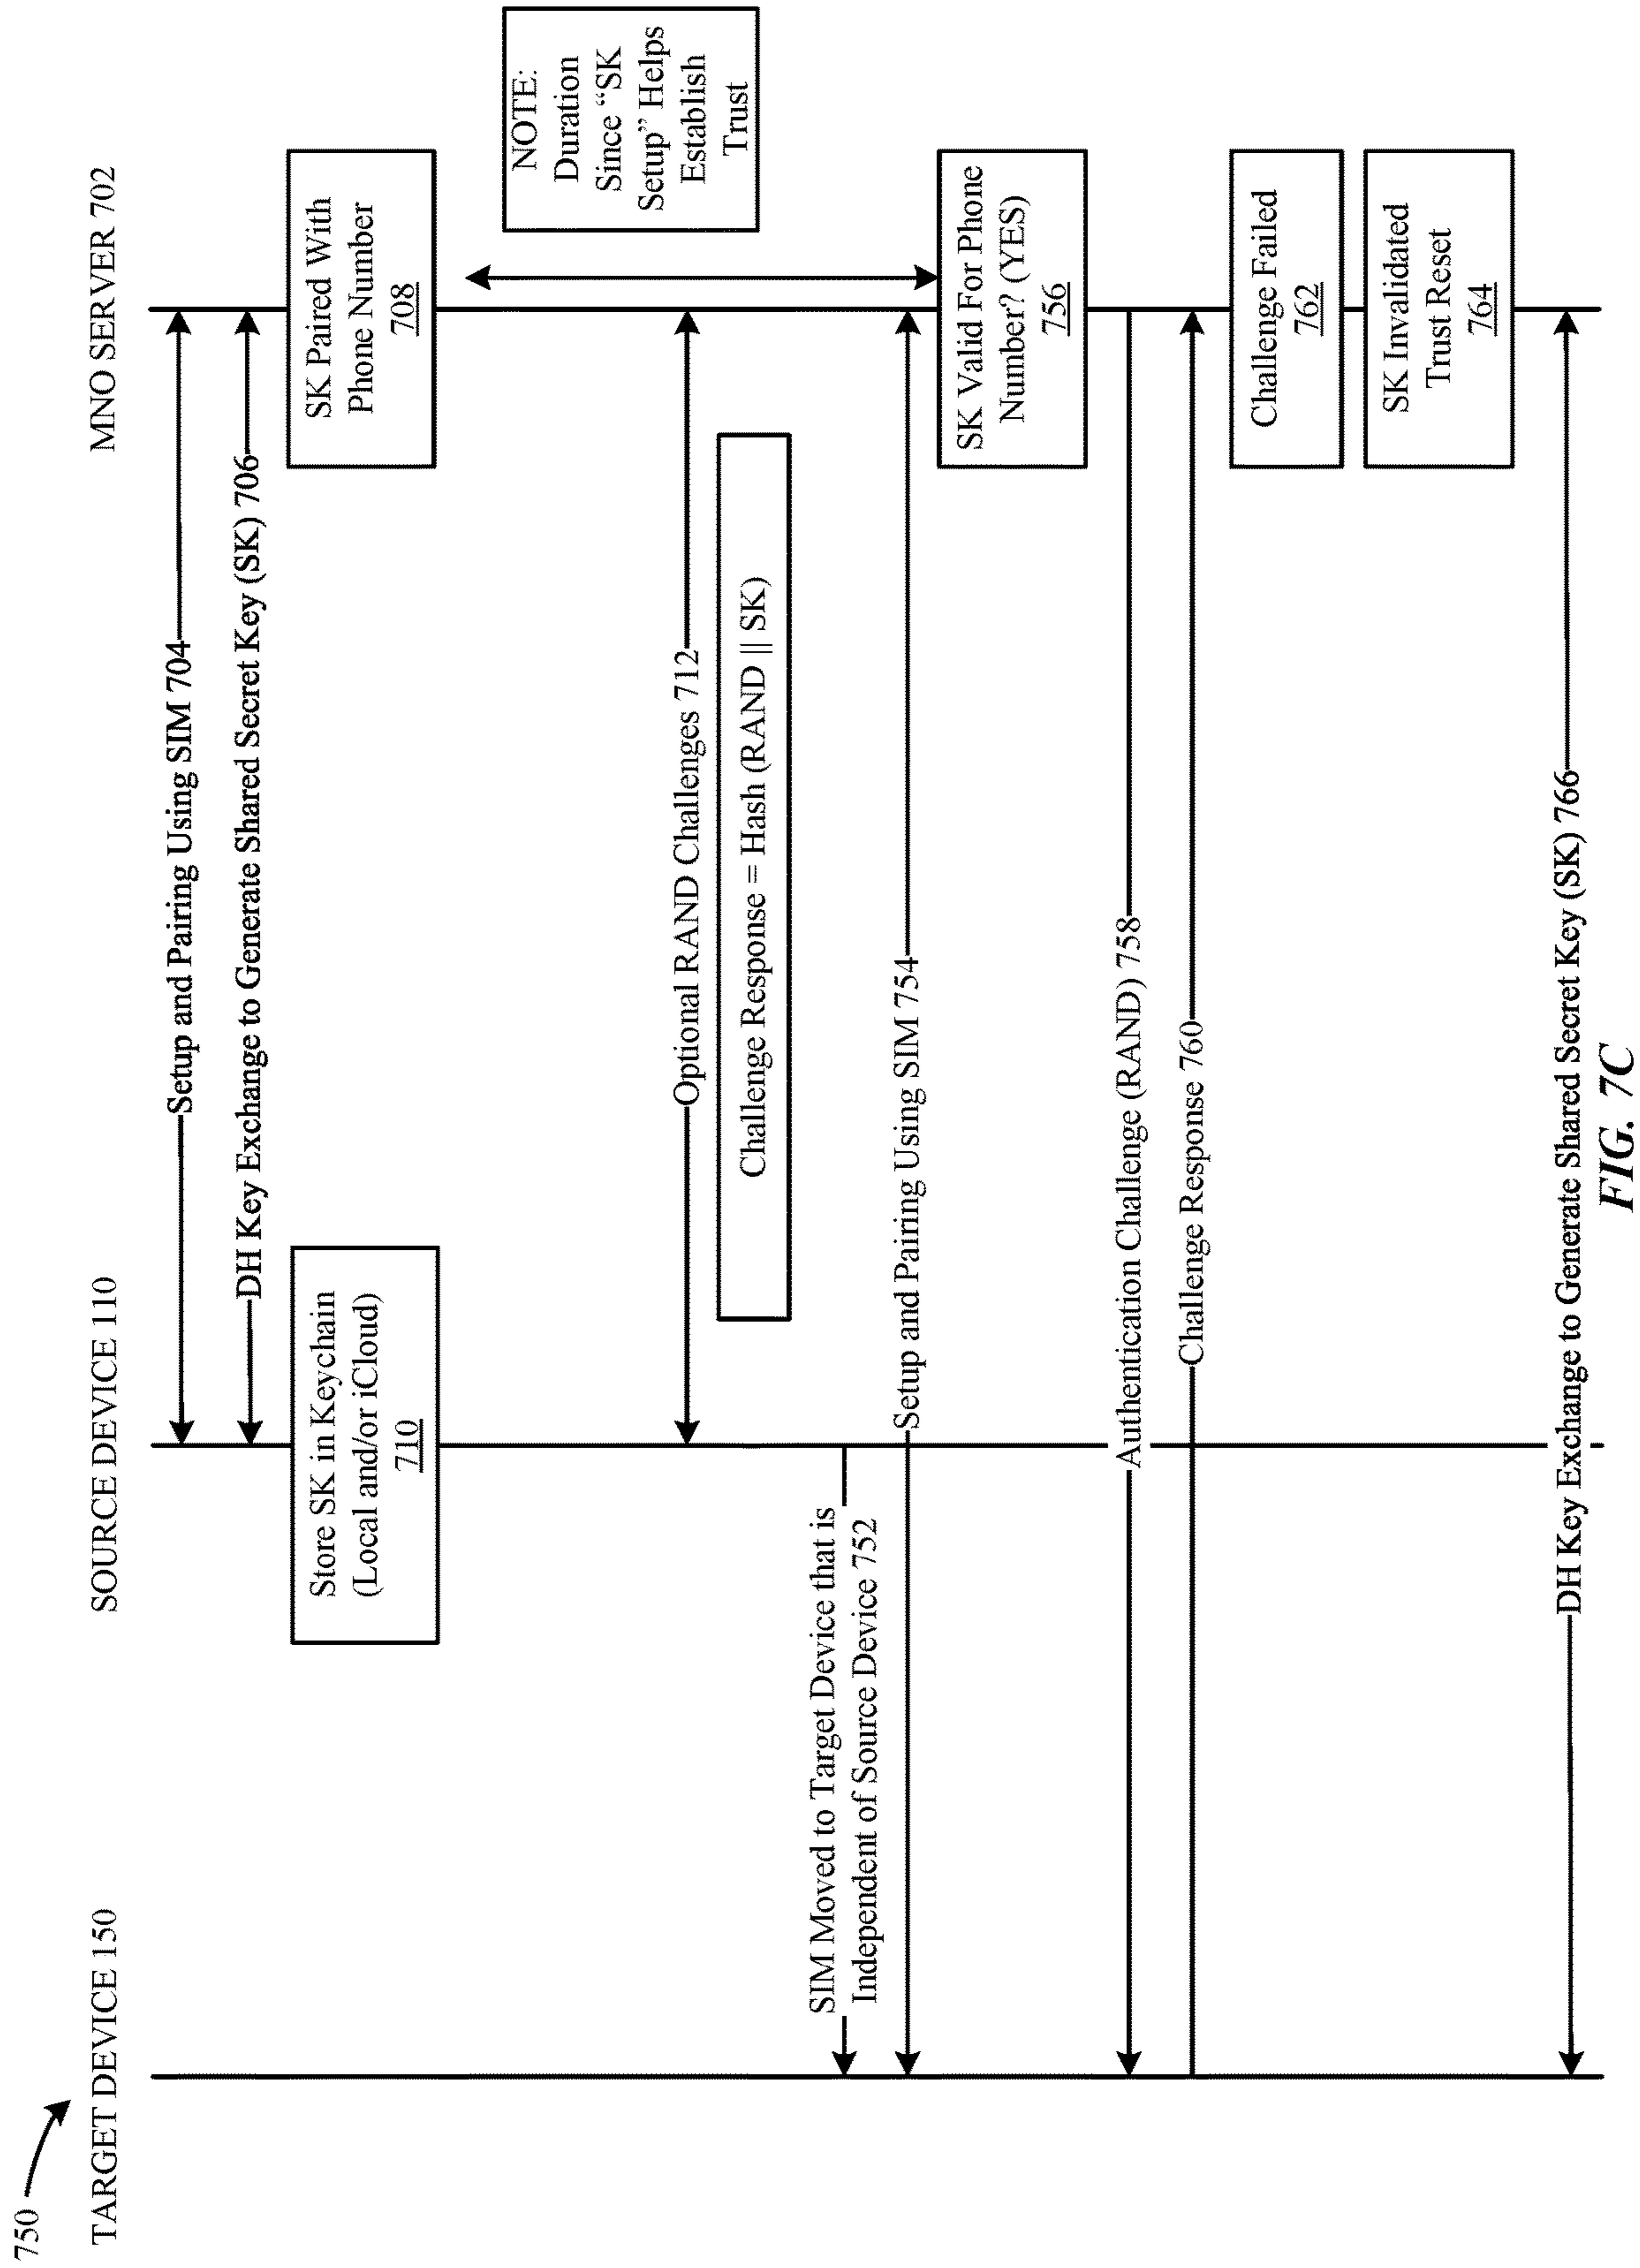 750
TARGET DEVICE 150
SOURCE DEVICE 110
MNO SERVER 702
Setup and Pairing Using SIM 704
DH Key Exchange to Generate Shared Secret Key (SK) 706
Store SK in Keychain
(Local and/or iCloud)
710
SK Paired With
Phone Number
708
NOTE:
Duration
Since “SK
Setup” Helps
Establish
Trust
Optional RAND Challenges 712
Challenge Response = Hash (RAND || SK)
SIM Moved to Target Device that is
Independent of Source Device 752
Setup and Pairing Using SIM 754
SK Valid For Phone
Number? (YES)
756
Authentication Challenge (RAND) 758
Challenge Response 760
Challenge Failed
762
SK Invalidated
Trust Reset
764
DH Key Exchange to Generate Shared Secret Key (SK) 766
FIG. 7C